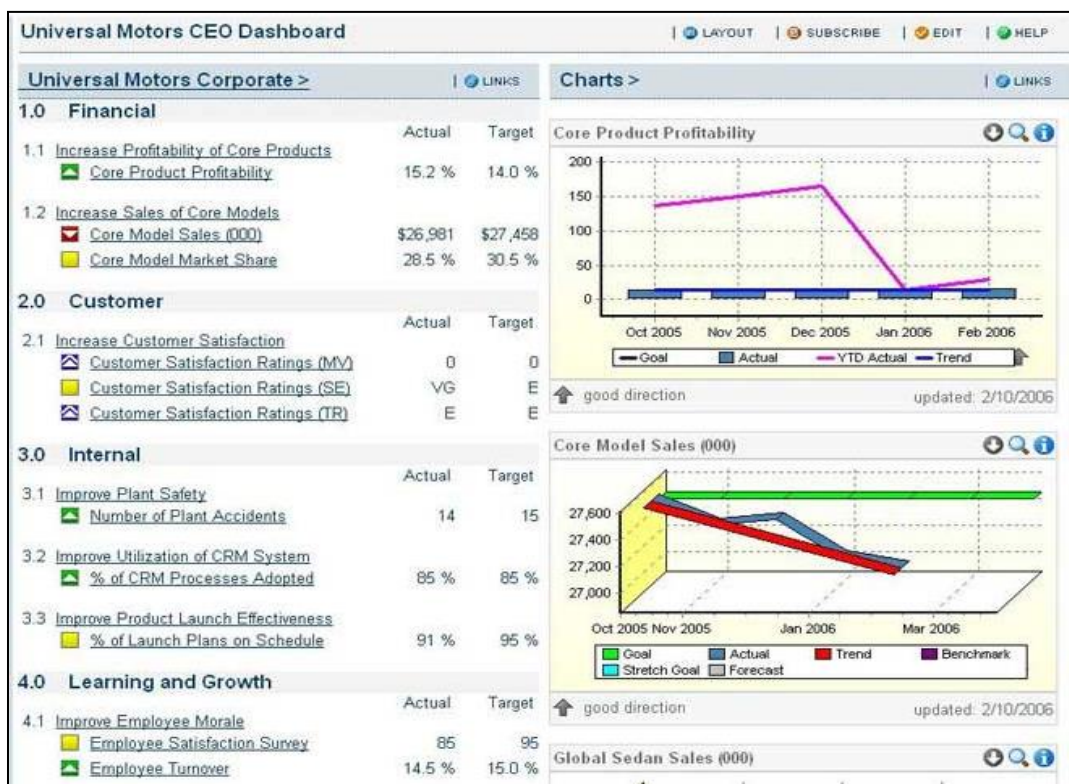 Universal Motors CEO Dashboard
| LAYOUT | SUBSCRIBE | EDIT | HELP
Universal Motors Corporate > | LINKS
1.0 Financial
Actual Target
1.1 Increase Profitability of Core Products
Core Product Profitability 15.2 % 14.0 %
1.2 Increase Sales of Core Models
Core Model Sales (000) $26,981 $27,458
Core Model Market Share 28.5 % 30.5 %
2.0 Customer
Actual Target
2.1 Increase Customer Satisfaction
Customer Satisfaction Ratings (MV) 0 0
Customer Satisfaction Ratings (SE) VG E
Customer Satisfaction Ratings (TR) E E
3.0 Internal
Actual Target
3.1 Improve Plant Safety
Number of Plant Accidents 14 15
3.2 Improve Utilization of CRM System
% of CRM Processes Adopted 85 % 85 %
3.3 Improve Product Launch Effectiveness
% of Launch Plans on Schedule 91 % 95 %
4.0 Learning and Growth
Actual Target
4.1 Improve Employee Morale
Employee Satisfaction Survey 85 95
Employee Turnover 14.5 % 15.0 %
Charts > | LINKS
Core Product Profitability
200
150
100
50
0
Oct 2005 Nov 2005 Dec 2005 Jan 2006 Feb 2006
Goal Actual YTD Actual Trend
good direction updated: 2/10/2006
Core Model Sales (000)
27,600
27,400
27,200
27,000
Oct 2005 Nov 2005 Jan 2006 Mar 2006
Goal Actual Trend Benchmark
Stretch Goal Forecast
good direction updated: 2/10/2006
Global Sedan Sales (000)